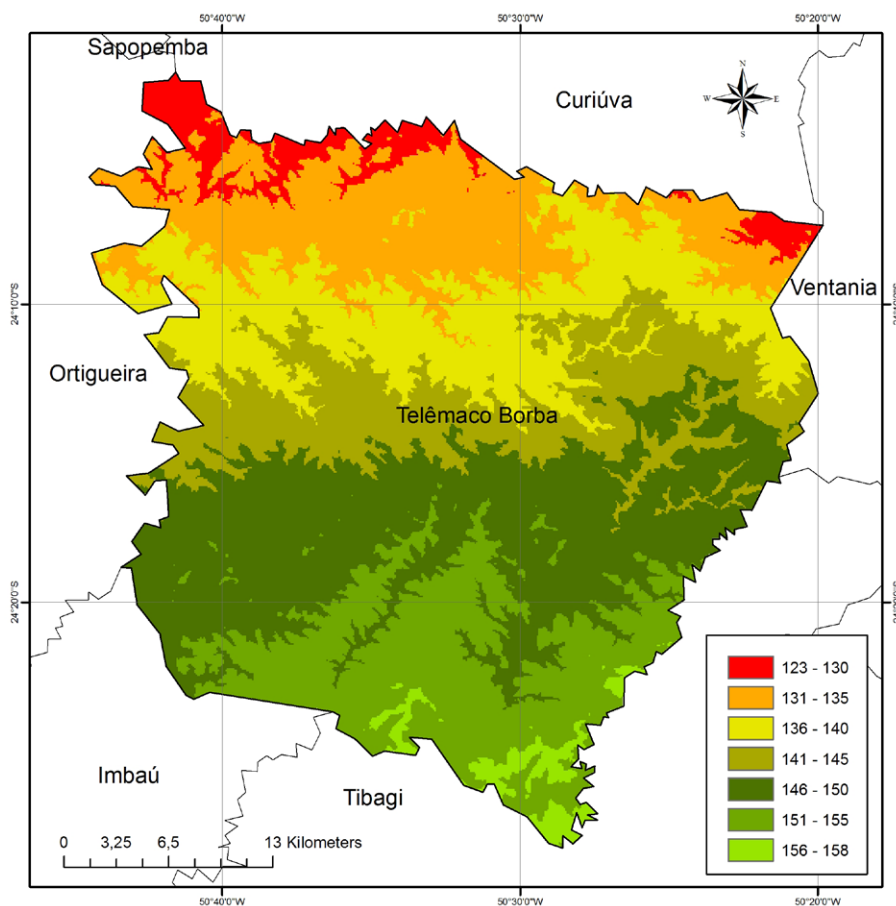 50°40'0"W 50°30'0"W 50°20'0"W
Sapopemba
Curiúva
N
W E
S
Ventania
24°10'0"S
Ortigueira
Telêmaco Borba
24°20'0"S
123 - 130
131 - 135
136 - 140
141 - 145
146 - 150
151 - 155
156 - 158
Imbaú
Tibagi
0 3,25 6,5 13 Kilometers
50°40'0"W 50°30'0"W 50°20'0"W